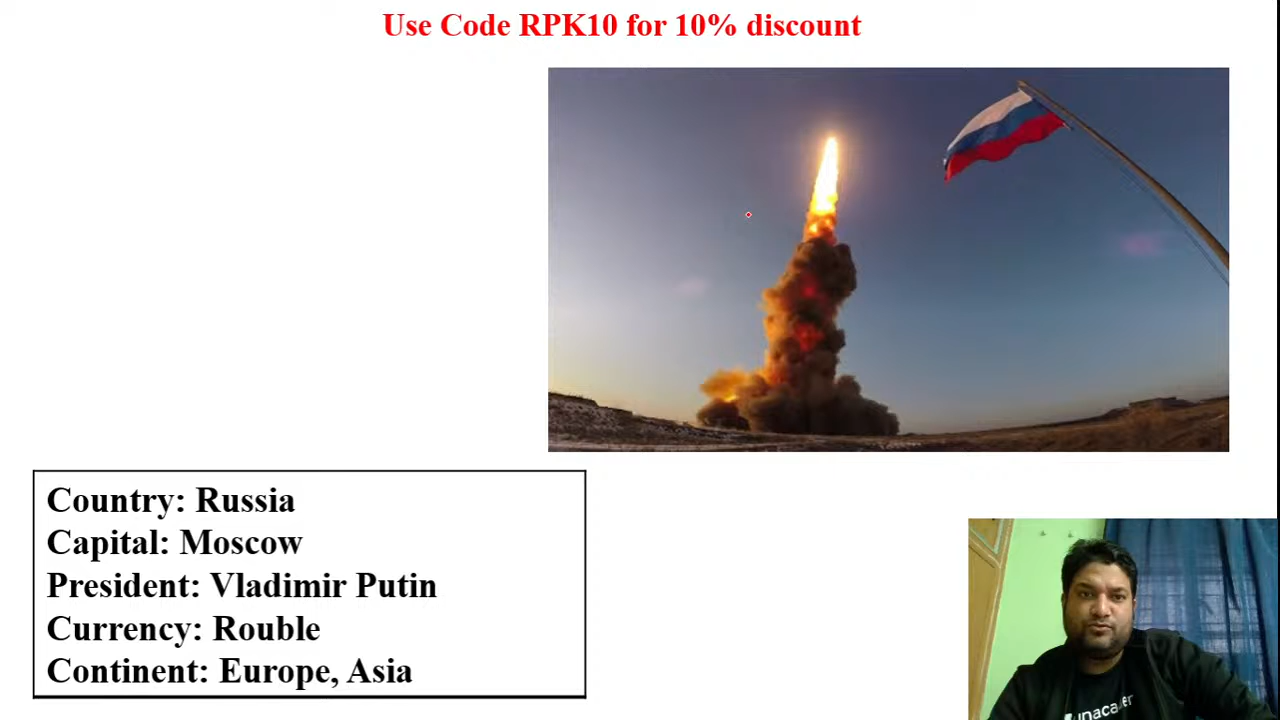 Use Code RPK10 for 10% discount
Country: Russia
Capital: Moscow
President: Vladimir Putin
Currency: Rouble
Continent: Europe, Asia